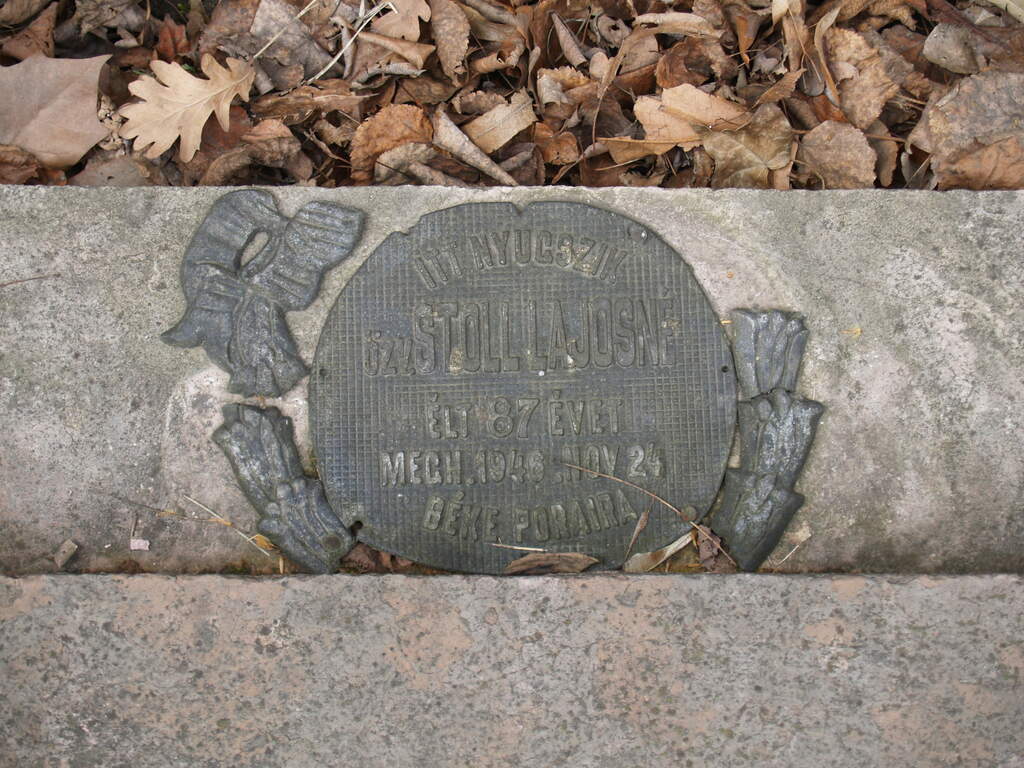 ITT NYUGSZIK
ÖZV. STOLL LAJOSNÉ
ÉLT 87 ÉVET
MEGH. 1946. NOV 24
BÉKE PORAIRA